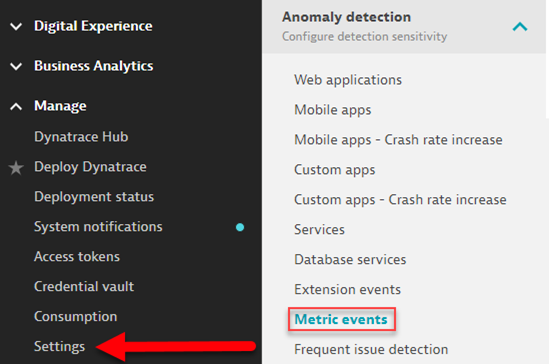 Digital Experience
Business Analytics
Manage
Dynatrace Hub
Deploy Dynatrace
Deployment status
System notifications
Access tokens
Credential vault
Consumption
Settings
Anomaly detection
Configure detection sensitivity
Web applications
Mobile apps
Mobile apps - Crash rate increase
Custom apps
Custom apps - Crash rate increase
Services
Database services
Extension events
Metric events
Frequent issue detection